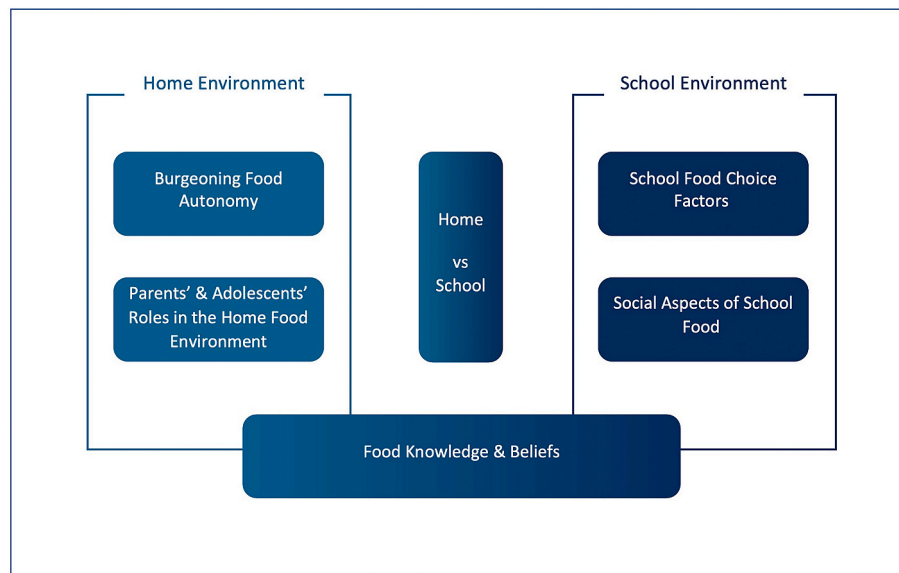 Home Environment
School Environment
Burgeoning Food
Autonomy
Parents’ & Adolescents’
Roles in the Home Food
Environment
Home
vs
School
School Food Choice
Factors
Social Aspects of School
Food
Food Knowledge & Beliefs